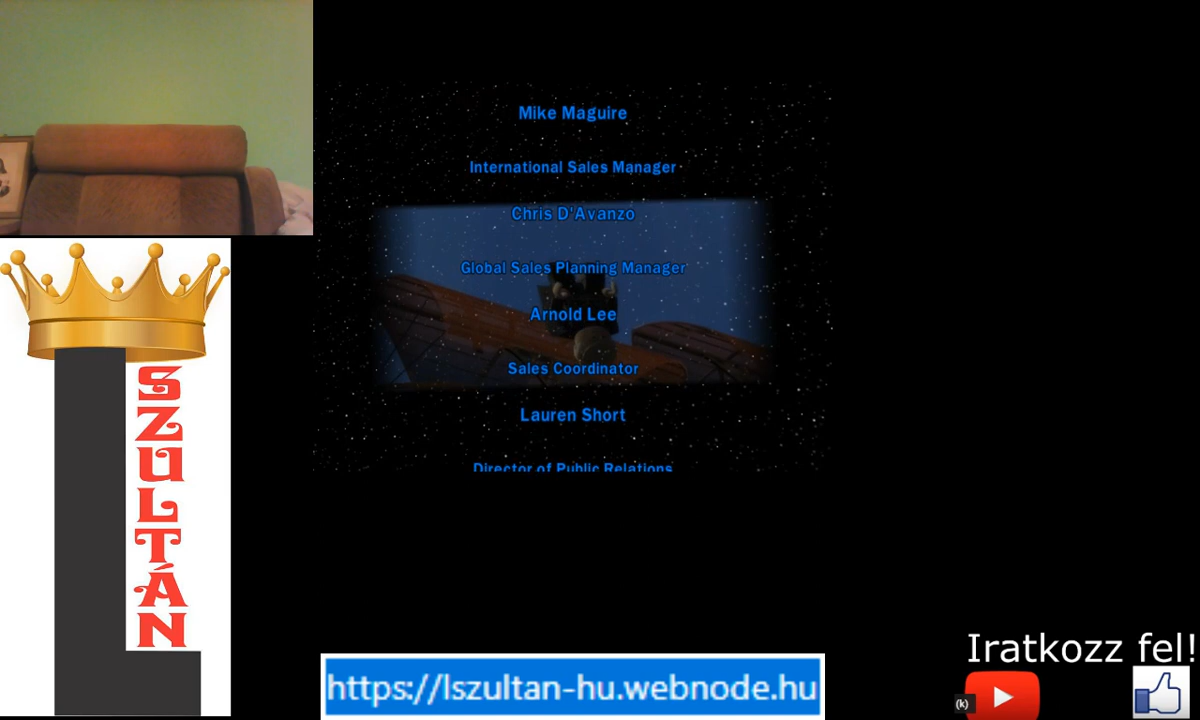 Mike Maguire
International Sales Manager
Chris D'Avanzo
Global Sales Planning Manager
Arnold Lee
Sales Coordinator
Lauren Short
Director of Public Relations
SZULTÁN
https://lszultan-hu.webnode.hu
Iratkozz fel!
(k)